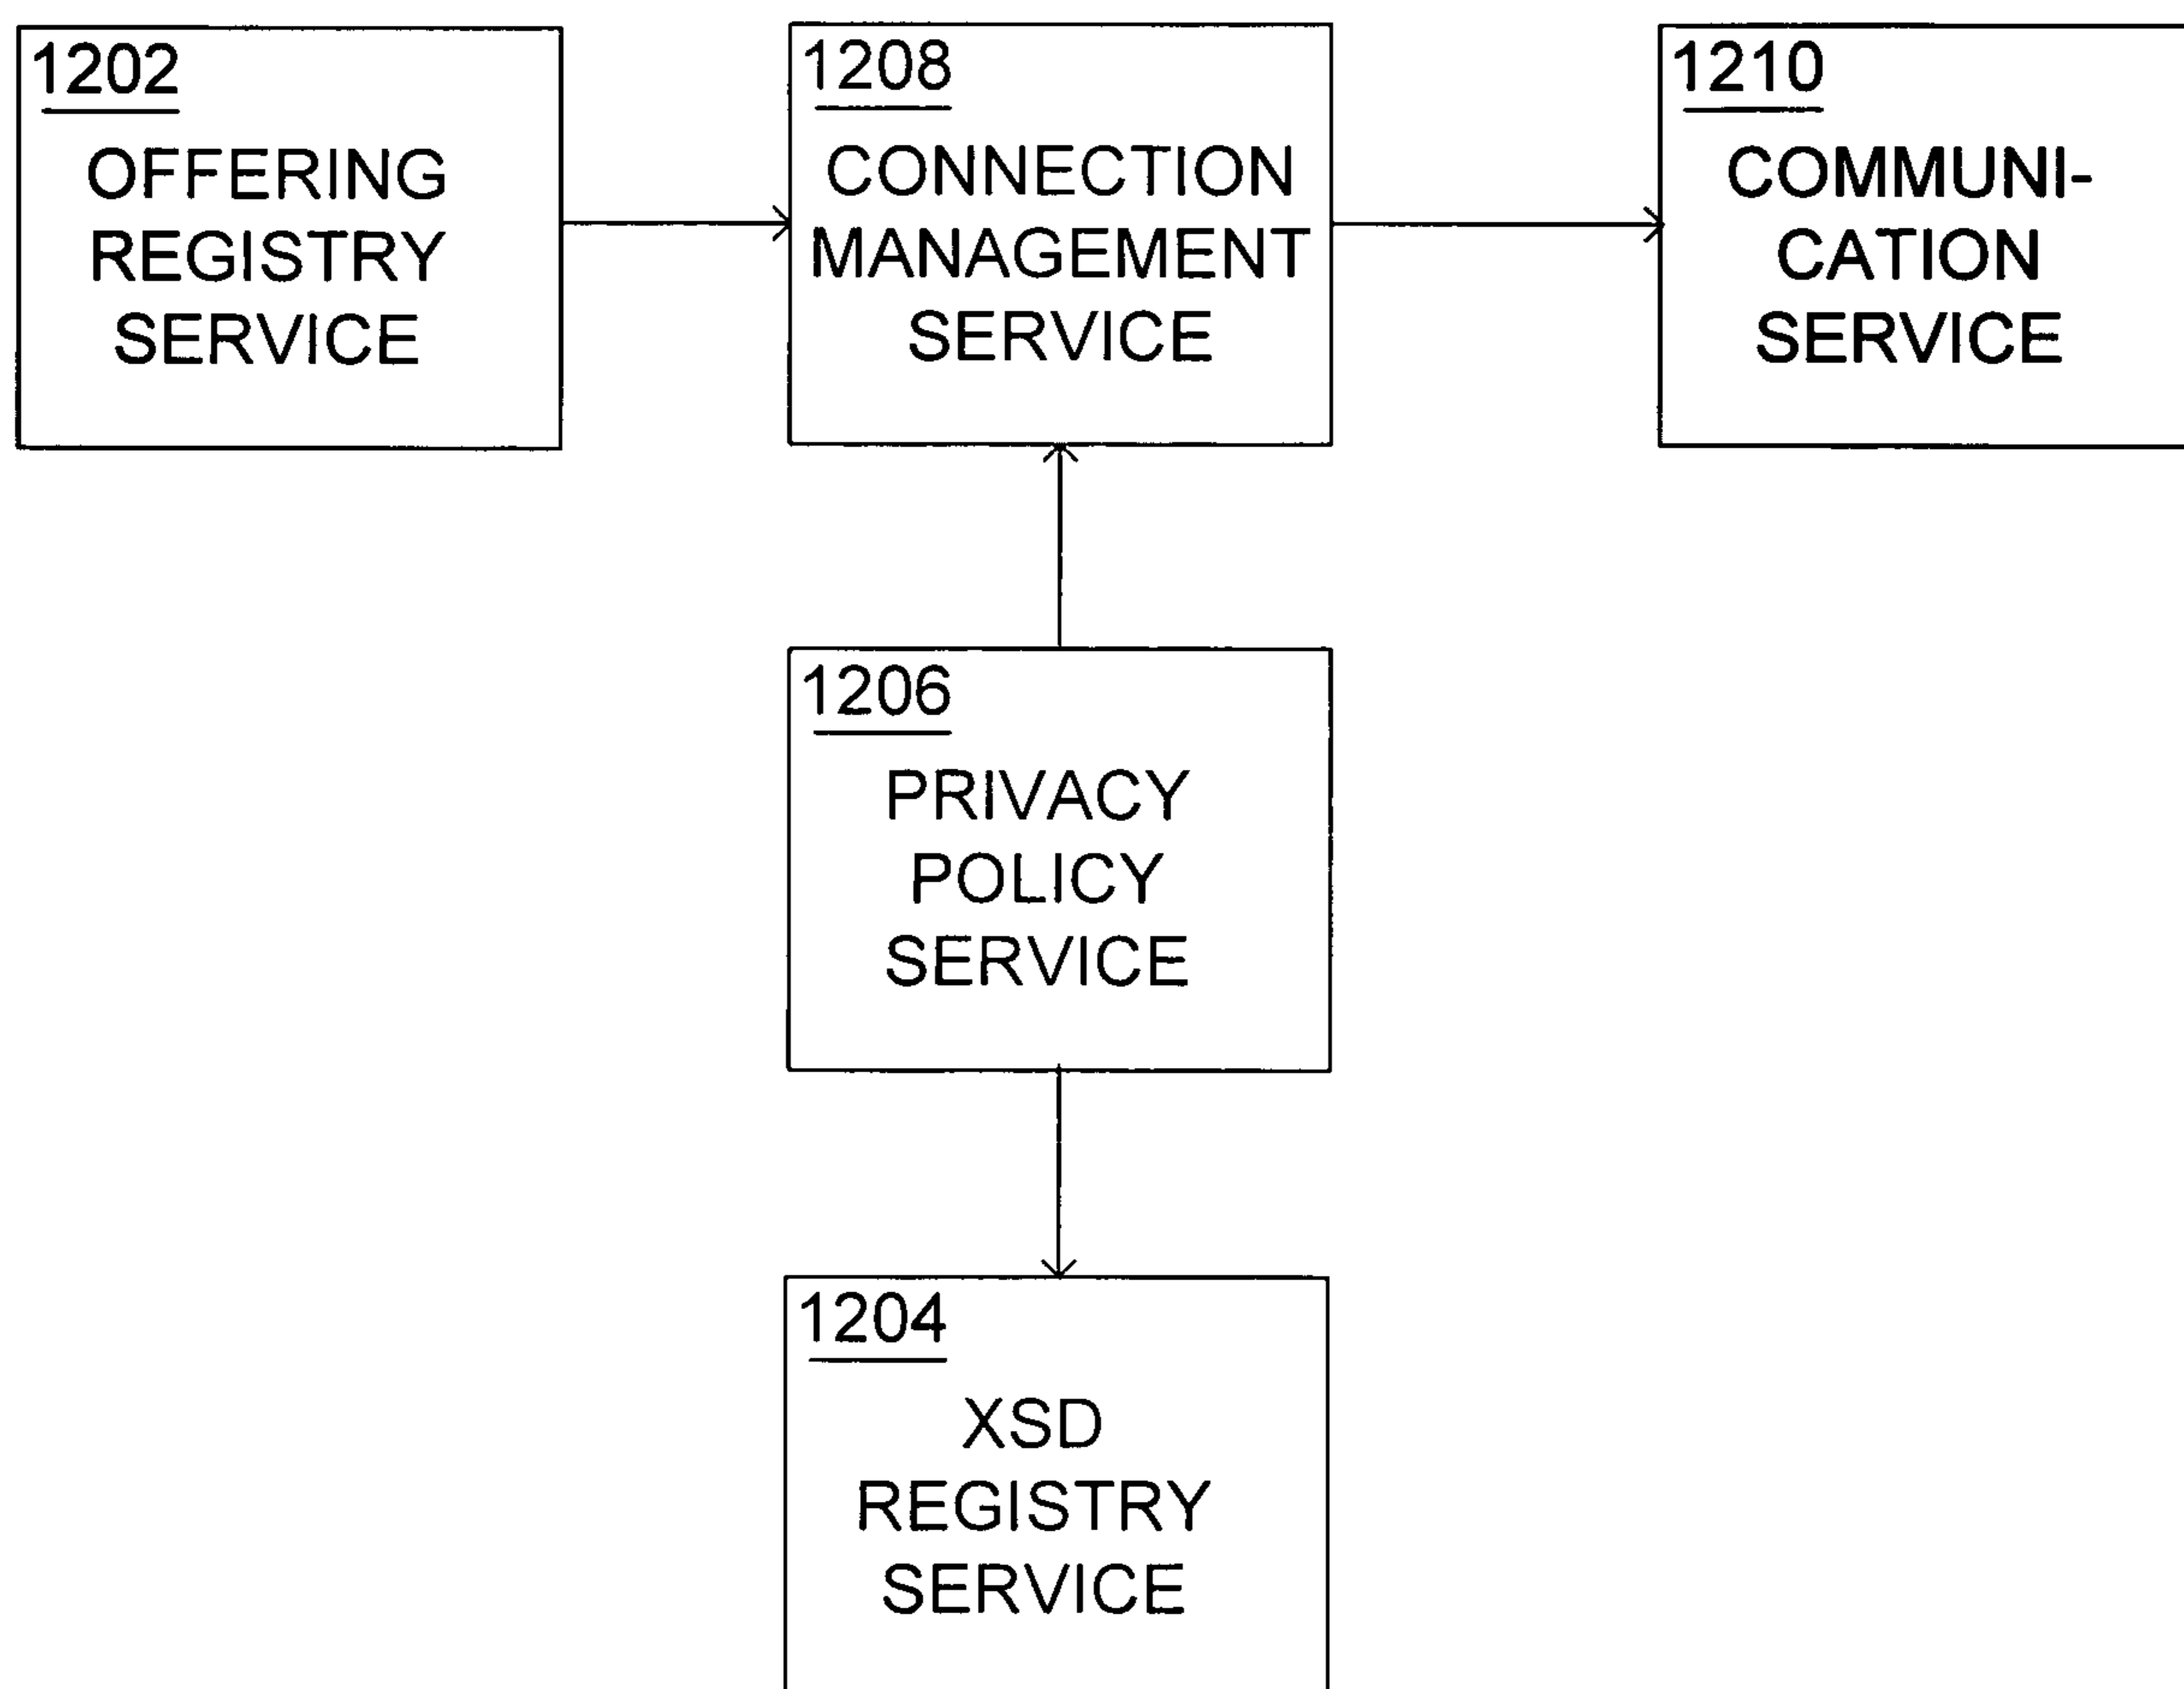 1202
OFFERING
REGISTRY
SERVICE
1208
CONNECTION
MANAGEMENT
SERVICE
1210
COMMUNI-
CATION
SERVICE
1206
PRIVACY
POLICY
SERVICE
1204
XSD
REGISTRY
SERVICE